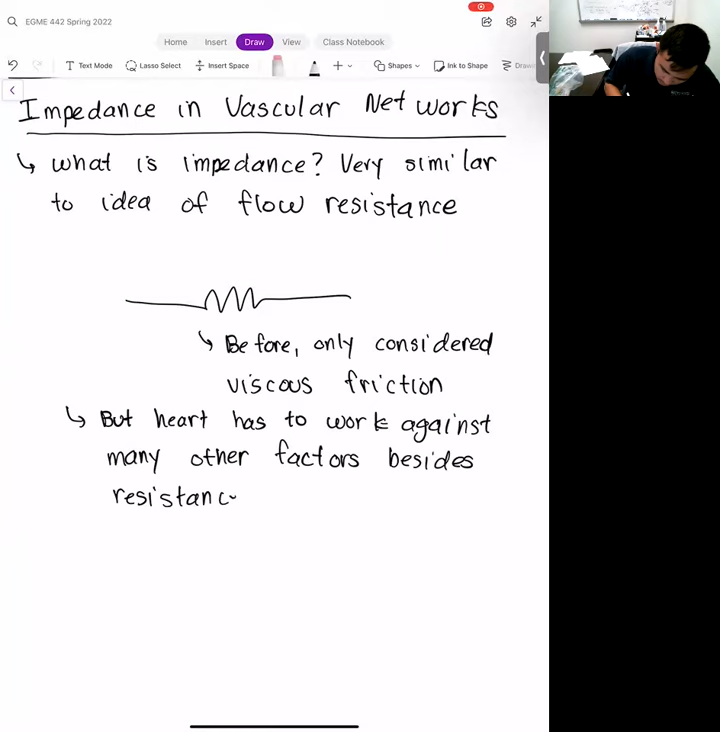 EGME 442 Spring 2022
Home Insert Draw View Class Notebook
Text Mode Lasso Select Insert Space Shapes Ink to Shape Drawi
Impedance in Vascular Networks
↳ What is impedance? Very similar
to idea of flow resistance
↳ Before, only considered
viscous friction
↳ But heart has to work against
many other factors besides
resistanc